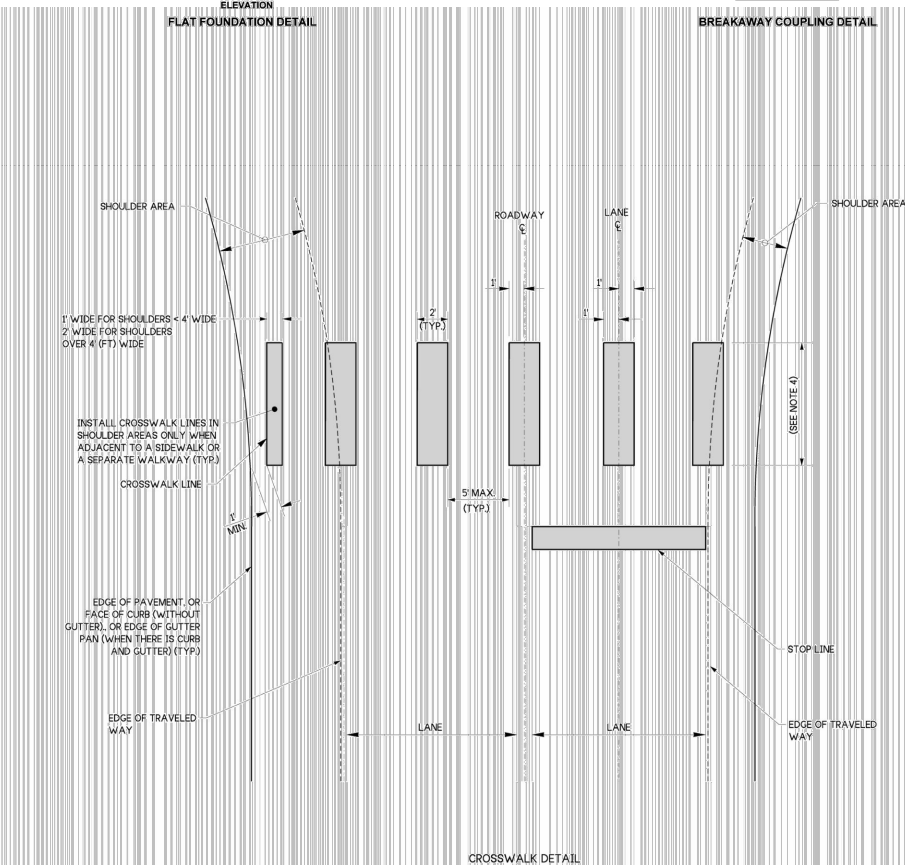 ELEVATION
FLAT FOUNDATION DETAIL
BREAKAWAY COUPLING DETAIL
SHOULDER AREA
ROADWAY
℄
LANE
℄
SHOULDER AREA
1'
1'
1' WIDE FOR SHOULDERS < 4' WIDE
2' WIDE FOR SHOULDERS
OVER 4' (FT) WIDE
2'
(TYP.)
1'
(SEE NOTE 4)
INSTALL CROSSWALK LINES IN
SHOULDER AREAS ONLY WHEN
ADJACENT TO A SIDEWALK OR
A SEPARATE WALKWAY (TYP.)
CROSSWALK LINE
5' MAX.
(TYP.)
1'
MIN.
EDGE OF PAVEMENT, OR
FACE OF CURB (WITHOUT
GUTTER)., OR EDGE OF GUTTER
PAN (WHEN THERE IS CURB
AND GUTTER) (TYP.)
STOP LINE
EDGE OF TRAVELED
WAY
LANE
LANE
EDGE OF TRAVELED
WAY
CROSSWALK DETAIL